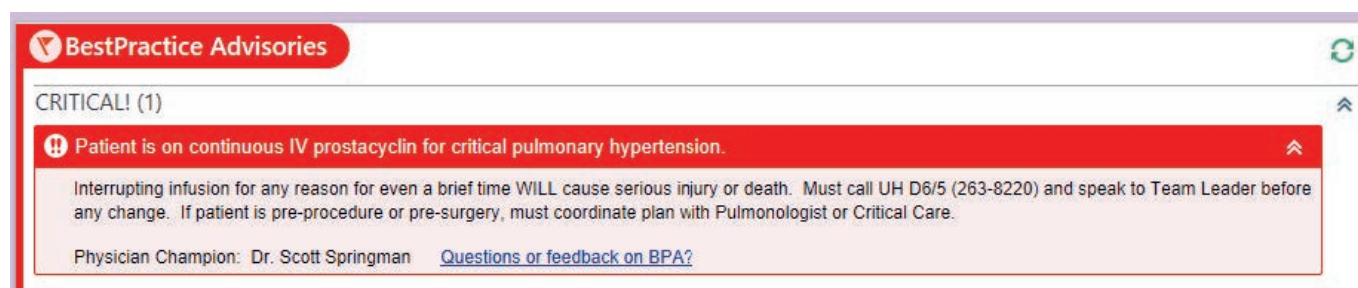 BestPractice Advisories
CRITICAL! (1)
Patient is on continuous IV prostacyclin for critical pulmonary hypertension.
Interrupting infusion for any reason for even a brief time WILL cause serious injury or death. Must call UH D6/5 (263-8220) and speak to Team Leader before
any change. If patient is pre-procedure or pre-surgery, must coordinate plan with Pulmonologist or Critical Care.
Physician Champion: Dr. Scott Springman Questions or feedback on BPA?